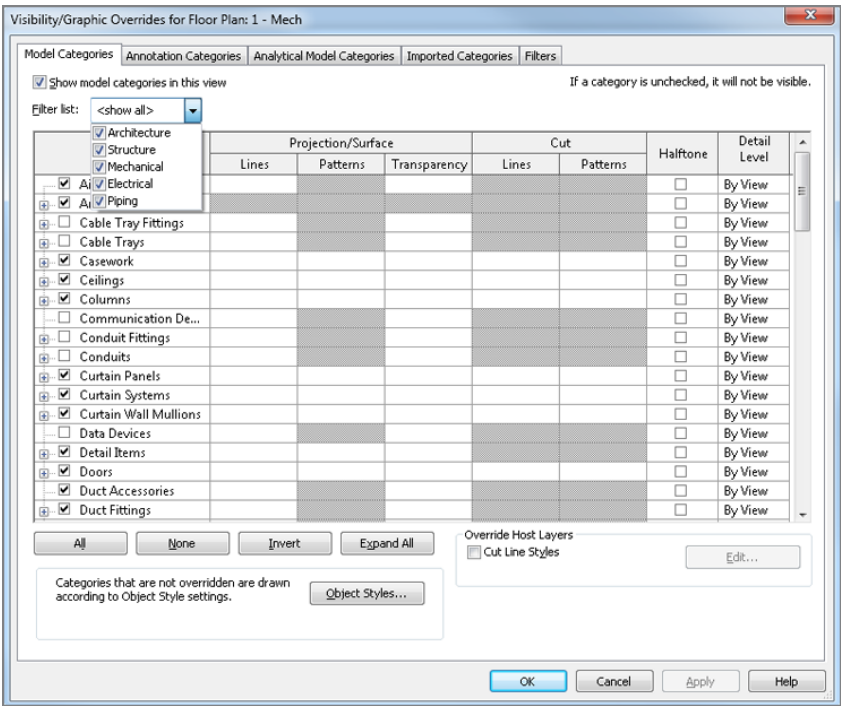 Visibility/Graphic Overrides for Floor Plan: 1 - Mech
Model Categories Annotation Categories Analytical Model Categories Imported Categories Filters
Show model categories in this view If a category is unchecked, it will not be visible.
Filter list: <show all>
Architecture
Structure
Mechanical
Electrical
Piping
Projection/Surface Cut Halftone Detail Level
Lines Patterns Transparency Lines Patterns
By View
By View
Cable Tray Fittings By View
Cable Trays By View
Casework By View
Ceilings By View
Columns By View
Communication De... By View
Conduit Fittings By View
Conduits By View
Curtain Panels By View
Curtain Systems By View
Curtain Wall Mullions By View
Data Devices By View
Detail Items By View
Doors By View
Duct Accessories By View
Duct Fittings By View
All None Invert Expand All
Override Host Layers
Cut Line Styles Edit...
Categories that are not overridden are drawn
according to Object Style settings.
Object Styles...
OK Cancel Apply Help